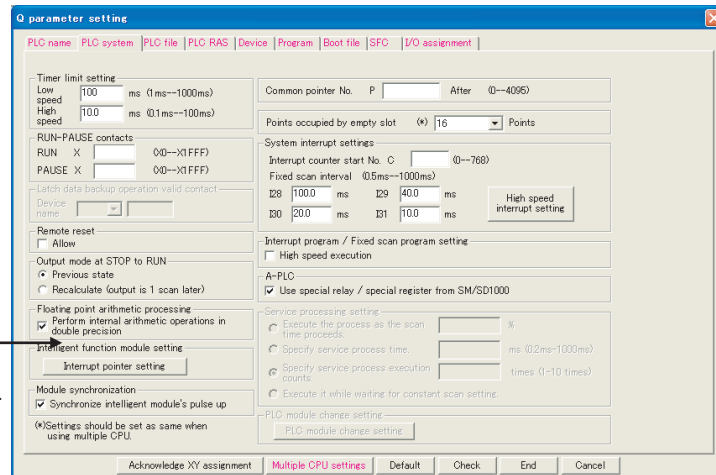 Q parameter setting
PLC name PLC system PLC file PLC RAS Device Program Boot file SFC I/O assignment
Timer limit setting
Low speed 100 ms (1ms--1000ms)
High speed 10.0 ms (0.1ms--100ms)
RUN-PAUSE contacts
RUN X (X0--X1FFF)
PAUSE X (X0--X1FFF)
Latch data backup operation valid contact
Device name
Remote reset
Allow
Output mode at STOP to RUN
Previous state
Recalculate (output is 1 scan later)
Floating point arithmetic processing
Perform internal arithmetic operations in
double precision
Intelligent function module setting
Interrupt pointer setting
Module synchronization
Synchronize intelligent module's pulse up
(*)Settings should be set as same when
using multiple CPU.
Common pointer No. P After (0--4095)
Points occupied by empty slot (*) 16 Points
System interrupt settings
Interrupt counter start No. C (0--768)
Fixed scan interval (0.5ms--1000ms)
I28 100.0 ms I29 40.0 ms
I30 20.0 ms I31 10.0 ms
High speed
interrupt setting
Interrupt program / Fixed scan program setting
High speed execution
A-PLC
Use special relay / special register from SM/SD1000
Service processing setting
Execute the process as the scan
time proceeds. %
Specify service process time. ms (0.2ms-1000ms)
Specify service process execution
counts. times (1-10 times)
Execute it while waiting for constant scan setting.
PLC module change setting
PLC module change setting
Acknowledge XY assignment Multiple CPU settings Default Check End Cancel